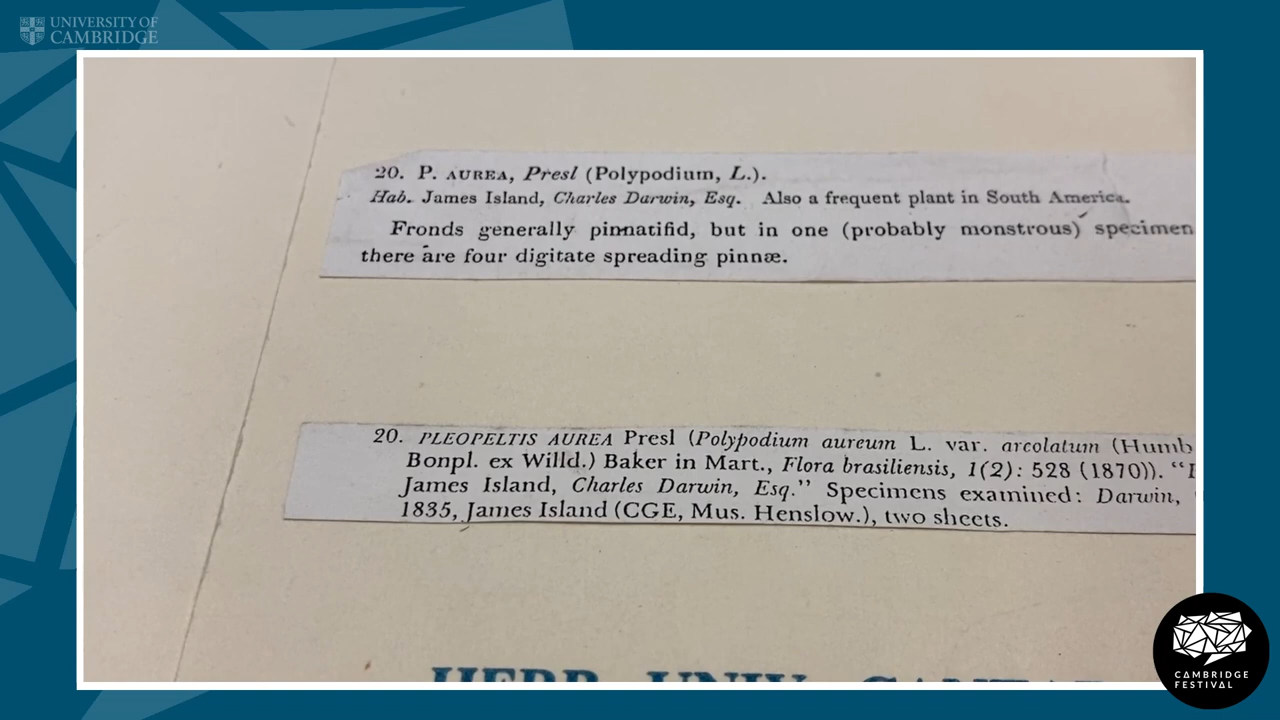 UNIVERSITY OF
CAMBRIDGE
20. P. AUREA, Presl (Polypodium, L.).
Hab. James Island, Charles Darwin, Esq. Also a frequent plant in South America.
Fronds generally pinnatifid, but in one (probably monstrous) specimen
there are four digitate spreading pinnæ.
20. PLEOPELTIS AUREA Presl (Polypodium aureum L. var. arcolatum (Humb
Bonpl. ex Willd.) Baker in Mart., Flora brasiliensis, 1(2): 528 (1870)). “
James Island, Charles Darwin, Esq.” Specimens examined: Darwin,
1835, James Island (CGE, Mus. Henslow.), two sheets.
HERB. UNIV.
CAMBRIDGE
FESTIVAL